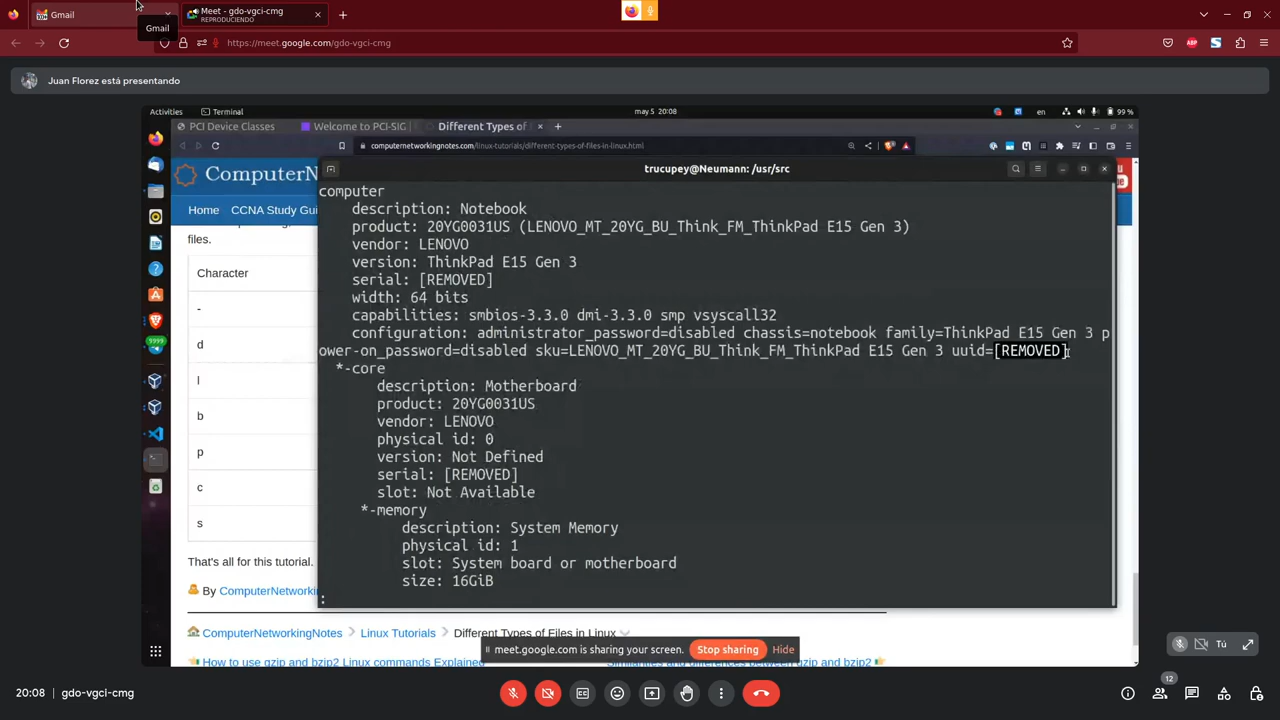 Gmail
Meet - gdo-vgci-cmg
REPRODUCIENDO
Gmail
https://meet.google.com/gdo-vgci-cmg
Juan Florez está presentando
Activities
Terminal
may 5 20:08
en
99 %
PCI Device Classes
Welcome to PCI-SIG
Different Types of
computernetworkingnotes.com/linux-tutorials/different-types-of-files-in-linux.html
trucupey@Neumann: /usr/src
ComputerN
Home
CCNA Study Gui
files.
Character
-
d
l
b
p
c
s
That's all for this tutorial.
By ComputerNetworkin
computer
description: Notebook
product: 20YG0031US (LENOVO_MT_20YG_BU_Think_FM_ThinkPad E15 Gen 3)
vendor: LENOVO
version: ThinkPad E15 Gen 3
serial: [REMOVED]
width: 64 bits
capabilities: smbios-3.3.0 dmi-3.3.0 smp vsyscall32
configuration: administrator_password=disabled chassis=notebook family=ThinkPad E15 Gen 3 p
ower-on_password=disabled sku=LENOVO_MT_20YG_BU_Think_FM_ThinkPad E15 Gen 3 uuid=[REMOVED]
*-core
description: Motherboard
product: 20YG0031US
vendor: LENOVO
physical id: 0
version: Not Defined
serial: [REMOVED]
slot: Not Available
*-memory
description: System Memory
physical id: 1
slot: System board or motherboard
size: 16GiB
:
ComputerNetworkingNotes
Linux Tutorials
Different Types of Files in Linux
meet.google.com is sharing your screen.
Stop sharing
Hide
How to use gzip and bzip2 Linux commands Explained
Similarities and differences between gzip and bzip2
Tú
20:08
gdo-vgci-cmg
12